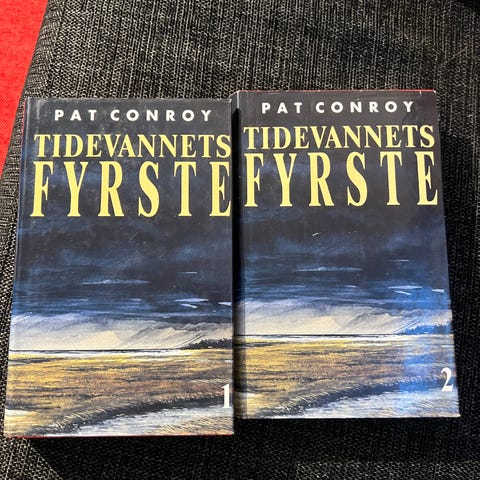 PAT CONROY
TIDEVANNETS
FYRSTE
1
PAT CONROY
TIDEVANNETS
FYRSTE
2